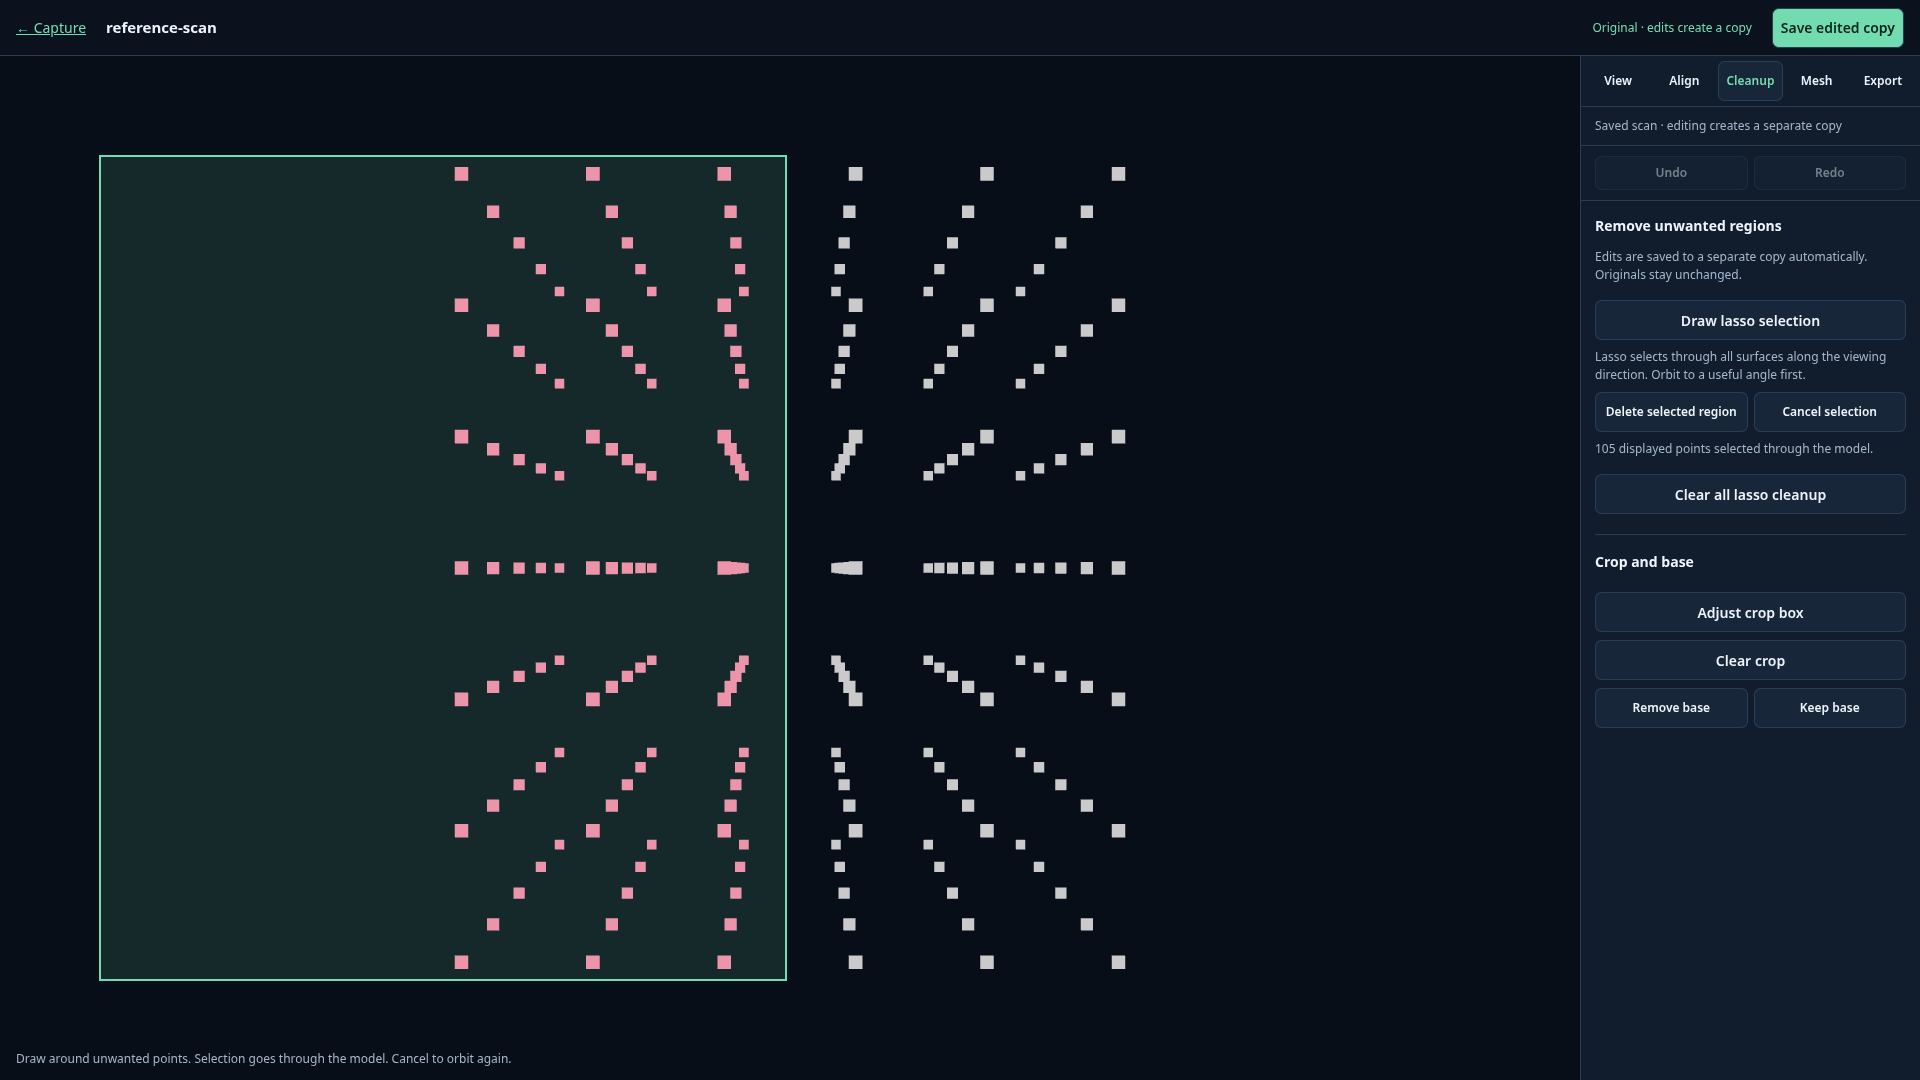 ← Capture
reference-scan
Original · edits create a copy
Save edited copy
View
Align
Cleanup
Mesh
Export
Saved scan · editing creates a separate copy
Undo
Redo
Remove unwanted regions
Edits are saved to a separate copy automatically.
Originals stay unchanged.
Draw lasso selection
Lasso selects through all surfaces along the viewing
direction. Orbit to a useful angle first.
Delete selected region
Cancel selection
105 displayed points selected through the model.
Clear all lasso cleanup
Crop and base
Adjust crop box
Clear crop
Remove base
Keep base
Draw around unwanted points. Selection goes through the model. Cancel to orbit again.